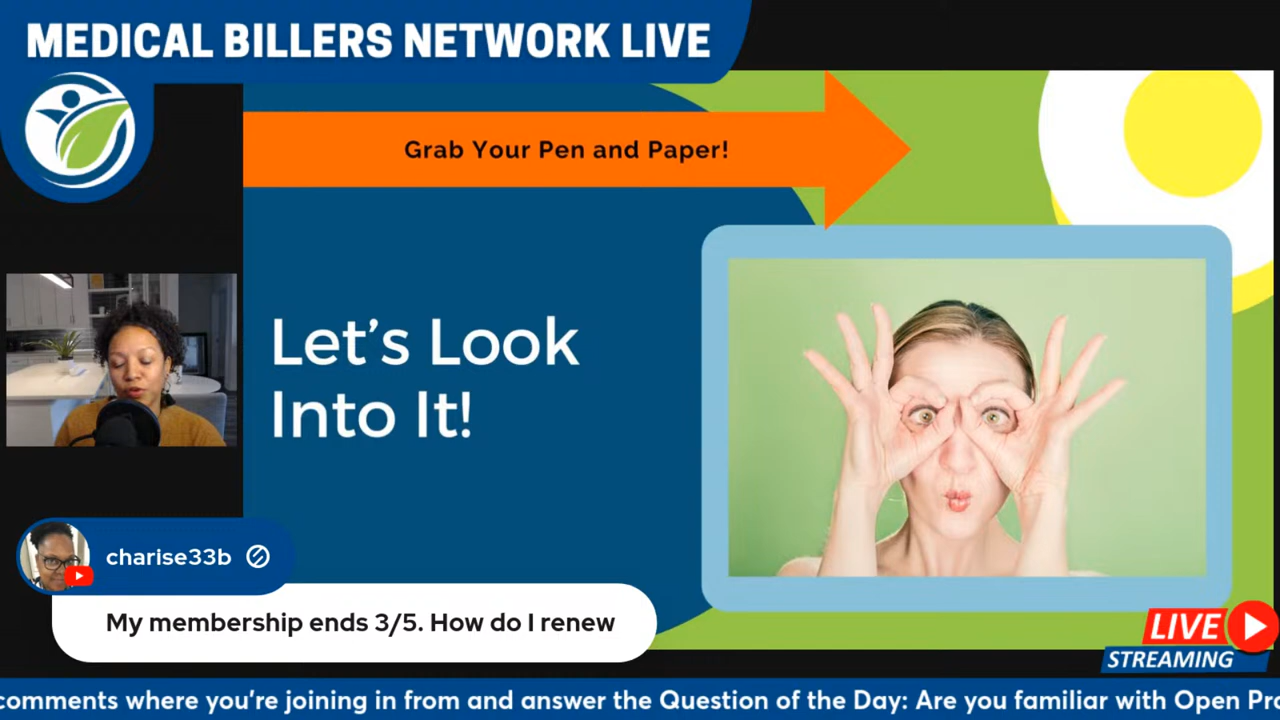 MEDICAL BILLERS NETWORK LIVE
Grab Your Pen and Paper!
Let's Look
Into It!
charise33b
My membership ends 3/5. How do I renew
LIVE
STREAMING
comments where you're joining in from and answer the Question of the Day: Are you familiar with Open